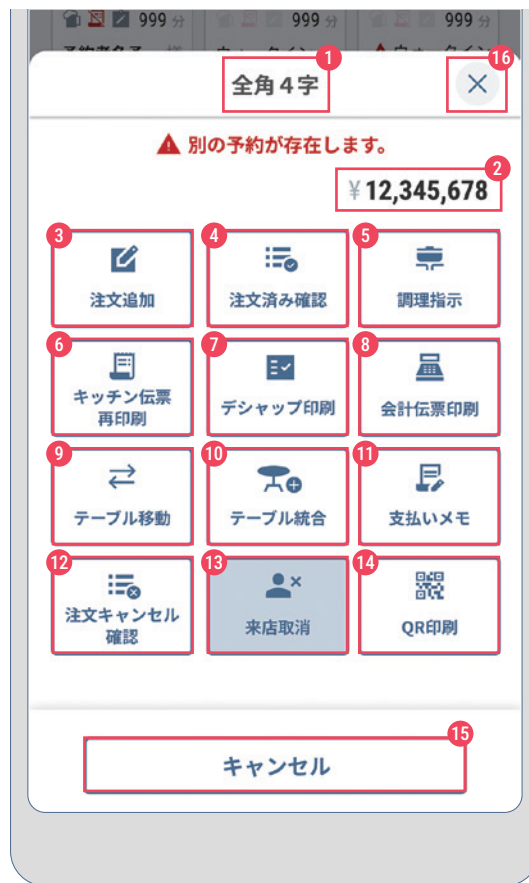 999 分
999 分
999 分
1
全角４字
16
別の予約が存在します。
2
¥ 12,345,678
3
注文追加
4
注文済み確認
5
調理指示
6
キッチン伝票
再印刷
7
デシャップ印刷
8
会計伝票印刷
9
テーブル移動
10
テーブル統合
11
支払いメモ
12
注文キャンセル
確認
13
来店取消
14
QR印刷
15
キャンセル